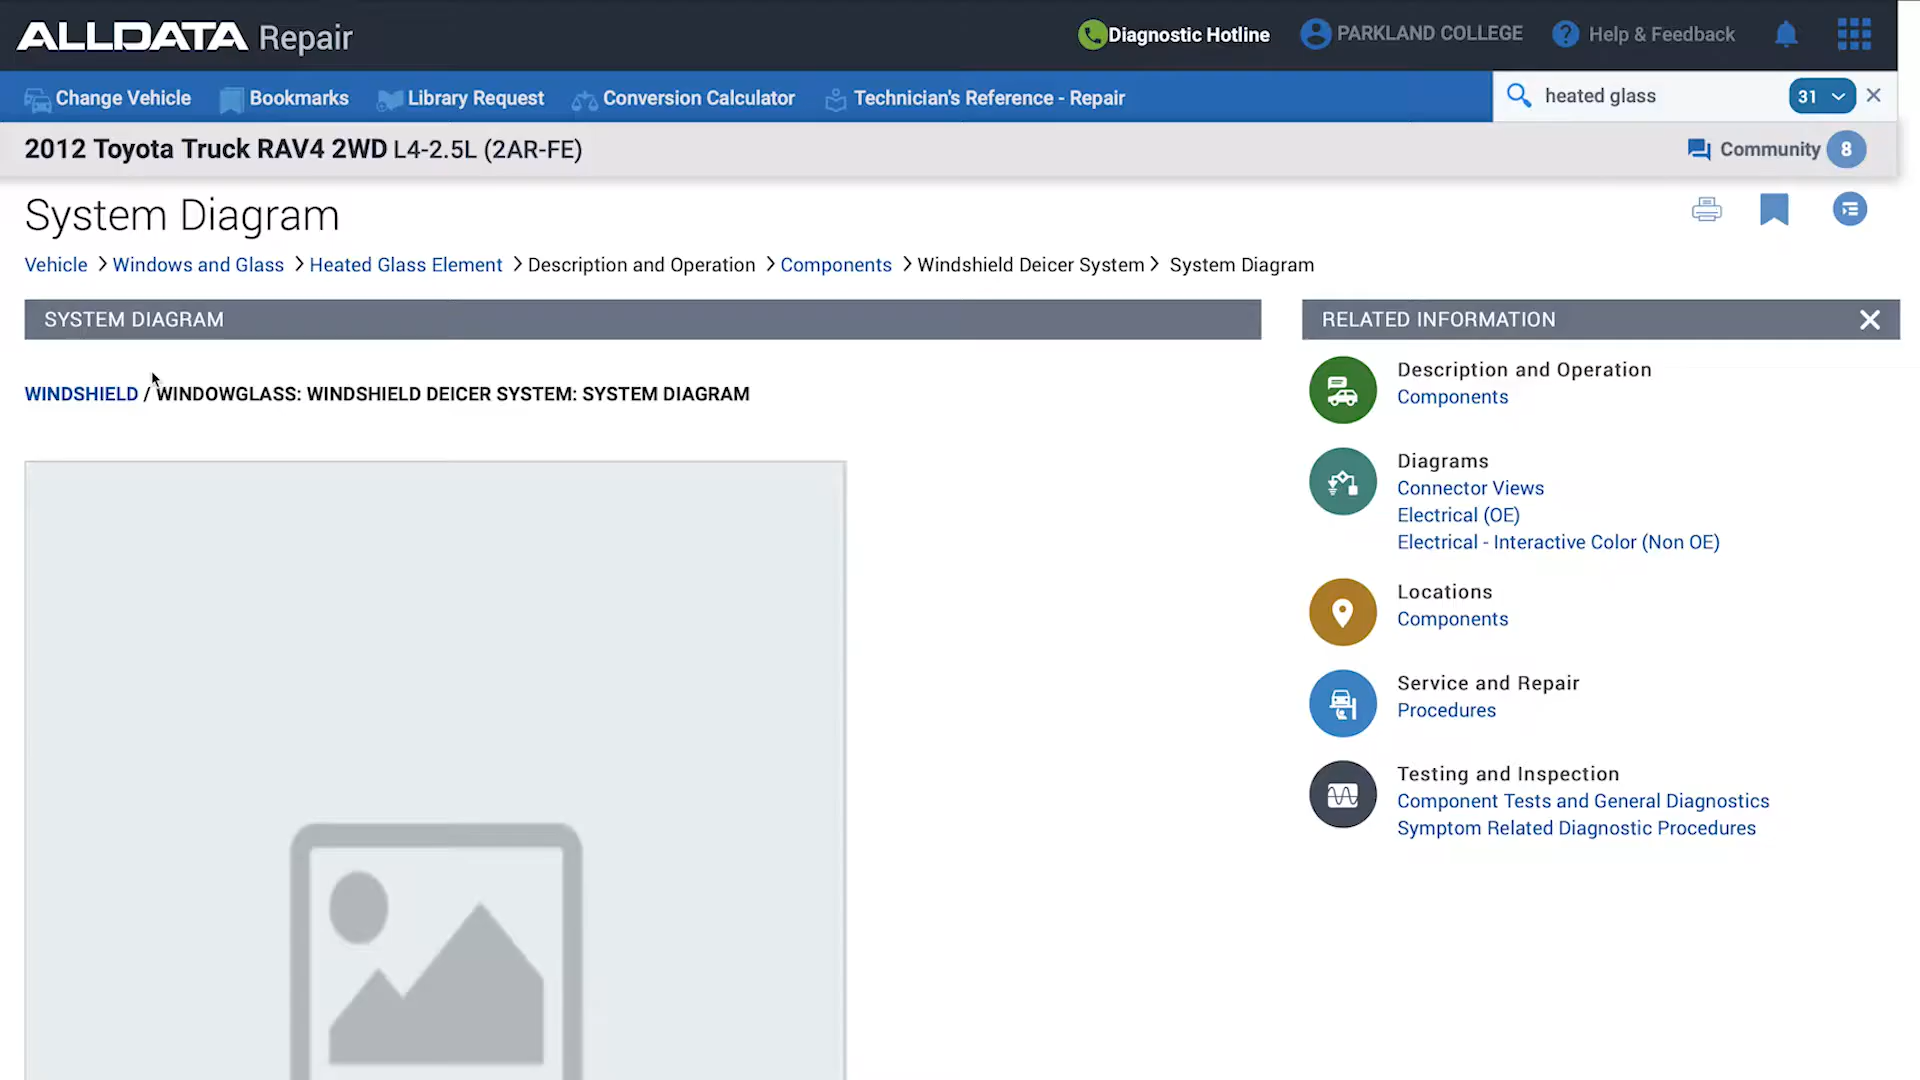 ALLDATA Repair
Diagnostic Hotline
PARKLAND COLLEGE
Help & Feedback
Change Vehicle
Bookmarks
Library Request
Conversion Calculator
Technician's Reference - Repair
heated glass
31
2012 Toyota Truck RAV4 2WD L4-2.5L (2AR-FE)
Community 8
System Diagram
Vehicle > Windows and Glass > Heated Glass Element > Description and Operation > Components > Windshield Deicer System > System Diagram
SYSTEM DIAGRAM
WINDSHIELD / WINDOWGLASS: WINDSHIELD DEICER SYSTEM: SYSTEM DIAGRAM
RELATED INFORMATION
Description and Operation
Components
Diagrams
Connector Views
Electrical (OE)
Electrical - Interactive Color (Non OE)
Locations
Components
Service and Repair
Procedures
Testing and Inspection
Component Tests and General Diagnostics
Symptom Related Diagnostic Procedures